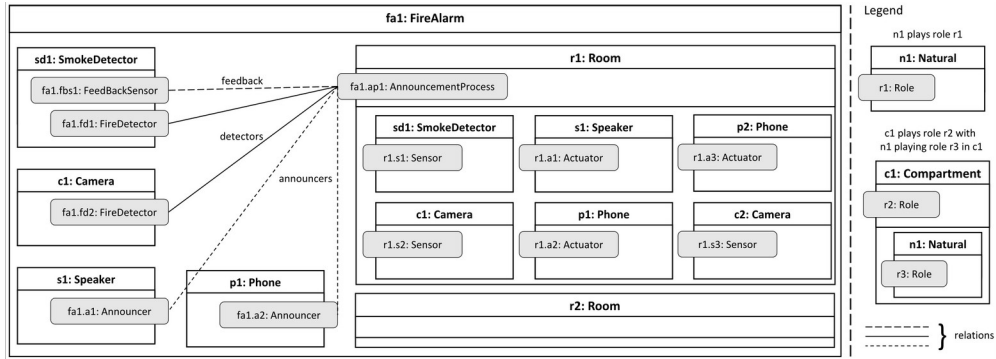 fa1: FireAlarm
sd1: SmokeDetector
fa1.fbs1: FeedBackSensor
fa1.fd1: FireDetector
feedback
detectors
announcers
c1: Camera
fa1.fd2: FireDetector
s1: Speaker
fa1.a1: Announcer
p1: Phone
fa1.a2: Announcer
r1: Room
fa1.ap1: AnnouncementProcess
sd1: SmokeDetector
r1.s1: Sensor
s1: Speaker
r1.a1: Actuator
p2: Phone
r1.a3: Actuator
c1: Camera
r1.s2: Sensor
p1: Phone
r1.a2: Actuator
c2: Camera
r1.s3: Sensor
r2: Room
Legend
n1 plays role r1
n1: Natural
r1: Role
c1 plays role r2 with
n1 playing role r3 in c1
c1: Compartment
r2: Role
n1: Natural
r3: Role
relations